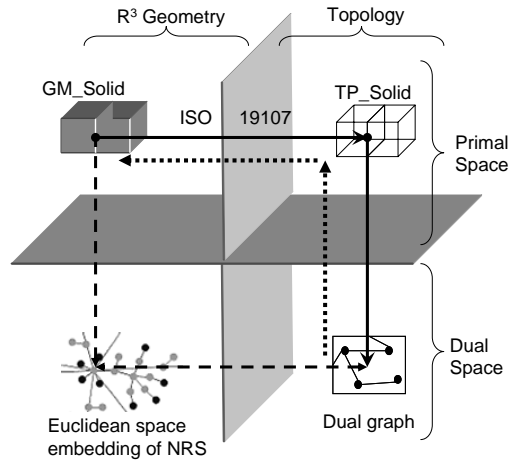 R³ Geometry
Topology
GM_Solid
TP_Solid
ISO 19107
Primal
Space
Dual
Space
Euclidean space
embedding of NRS
Dual graph